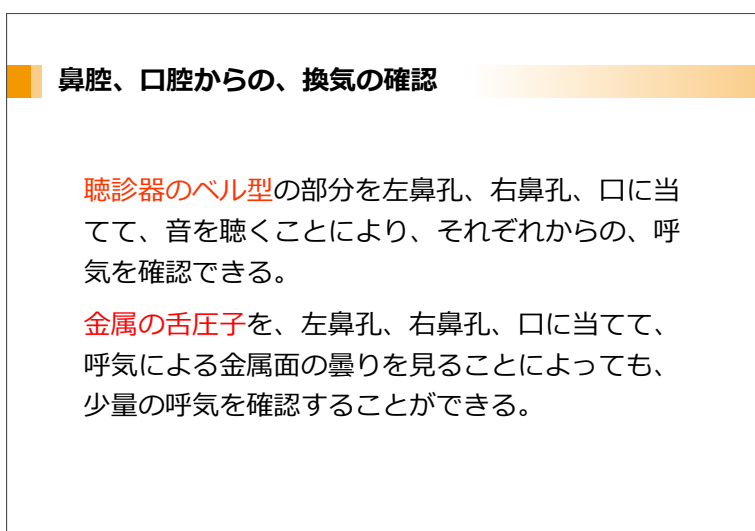 鼻腔、口腔からの、換気の確認
聴診器のベル型の部分を左鼻孔、右鼻孔、口に当
てて、音を聴くことにより、それぞれからの、呼
気を確認できる。
金属の舌圧子を、左鼻孔、右鼻孔、口に当てて、
呼気による金属面の曇りを見ることによっても、
少量の呼気を確認することができる。